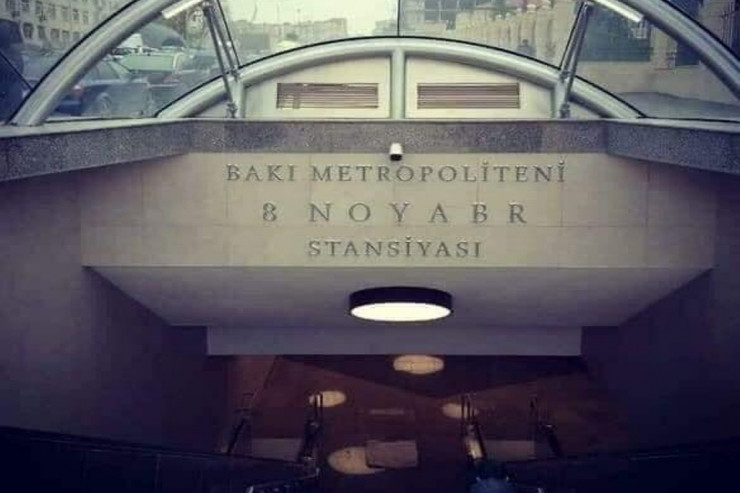 BAKI METROPOLİTENİ
8 NOYABR
STANSİYASI